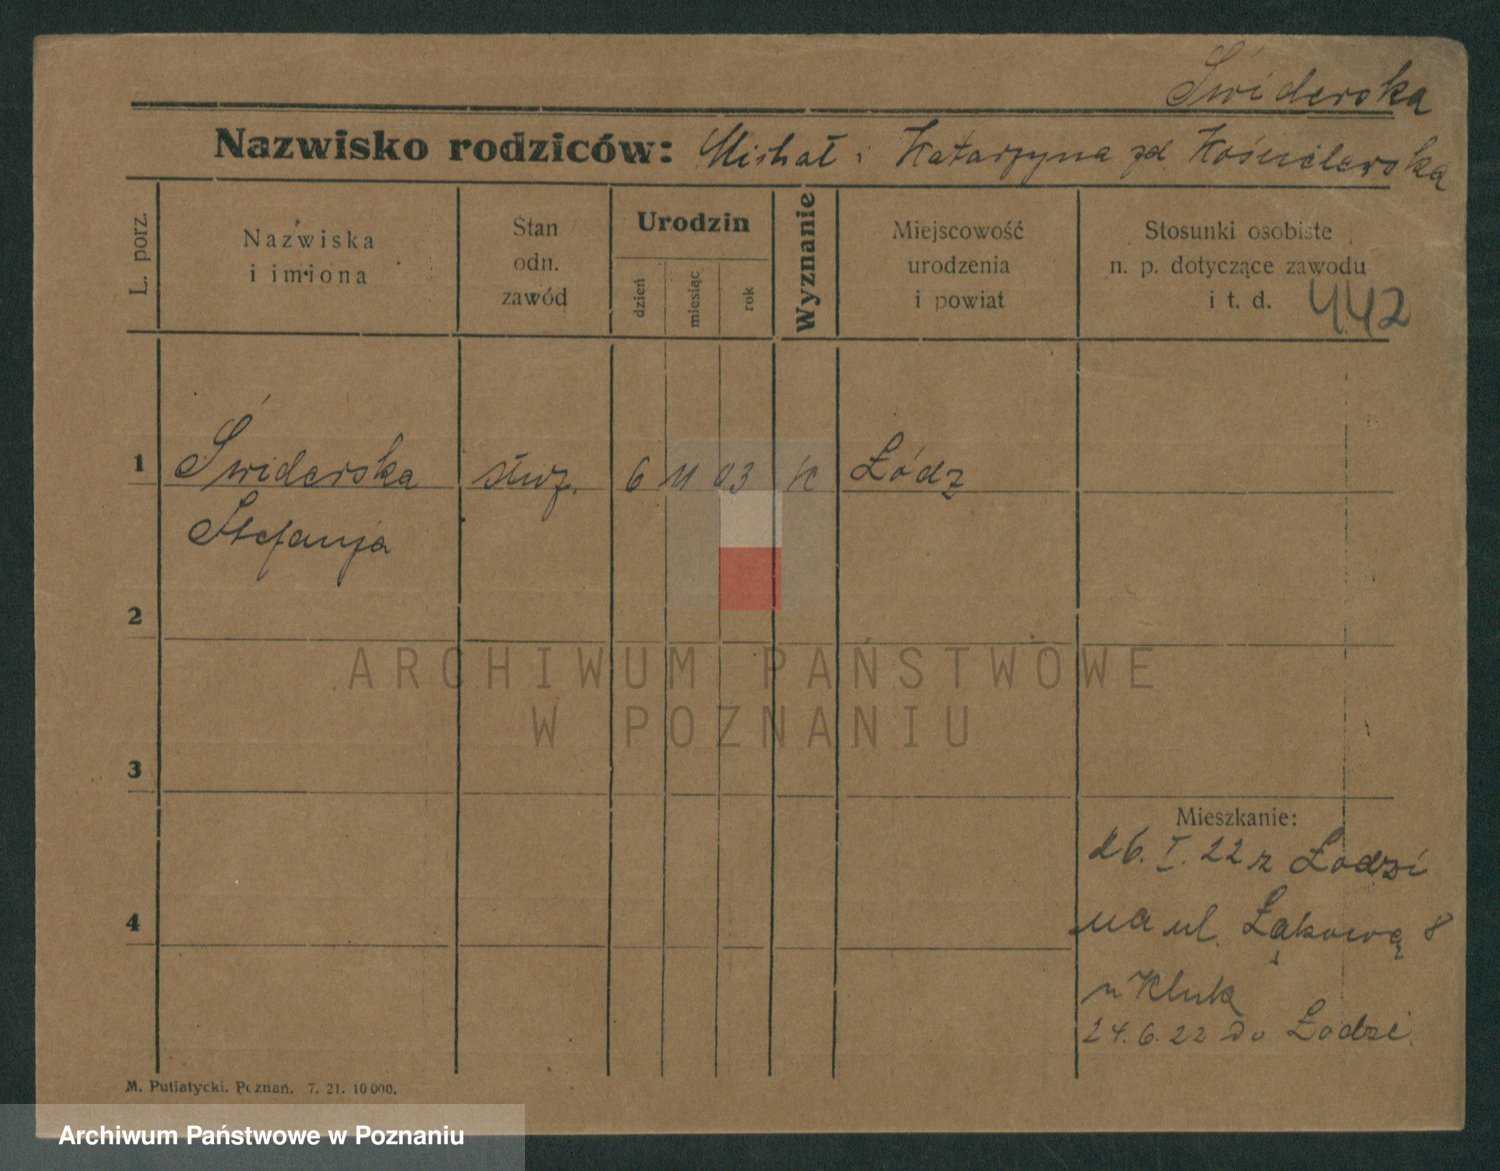 Świderska
Nazwisko rodziców: Michał i Katarzyna zd. Kościelerska
L. porz.
Nazwiska
i imiona
Stan
odn.
zawód
Urodzin
dzień
miesiąc
rok
Wyznanie
Miejscowość
urodzenia
i powiat
Stosunki osobiste
n. p. dotyczące zawodu
i t. d.
442
1 Świderska służ. 6 11 03 K Łódz
Stefanja
2
ARCHIWUM PAŃSTWOWE
W POZNANIU
3
Mieszkanie:
26. I. 22 z Łodzi
4
na ul. Łąkową 8
u Kluk
24. 6. 22 do Łodzi.
M. Putiatycki, Poznań. 7. 21. 10 000.
Archiwum Państwowe w Poznaniu